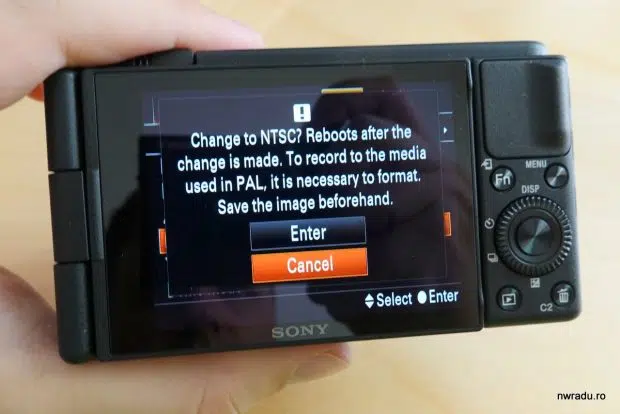 !
Change to NTSC? Reboots after the
change is made. To record to the media
used in PAL, it is necessary to format.
Save the image beforehand.
Enter
Cancel
Select Enter
SONY
MENU
Fn
DISP
C2
nwradu.ro